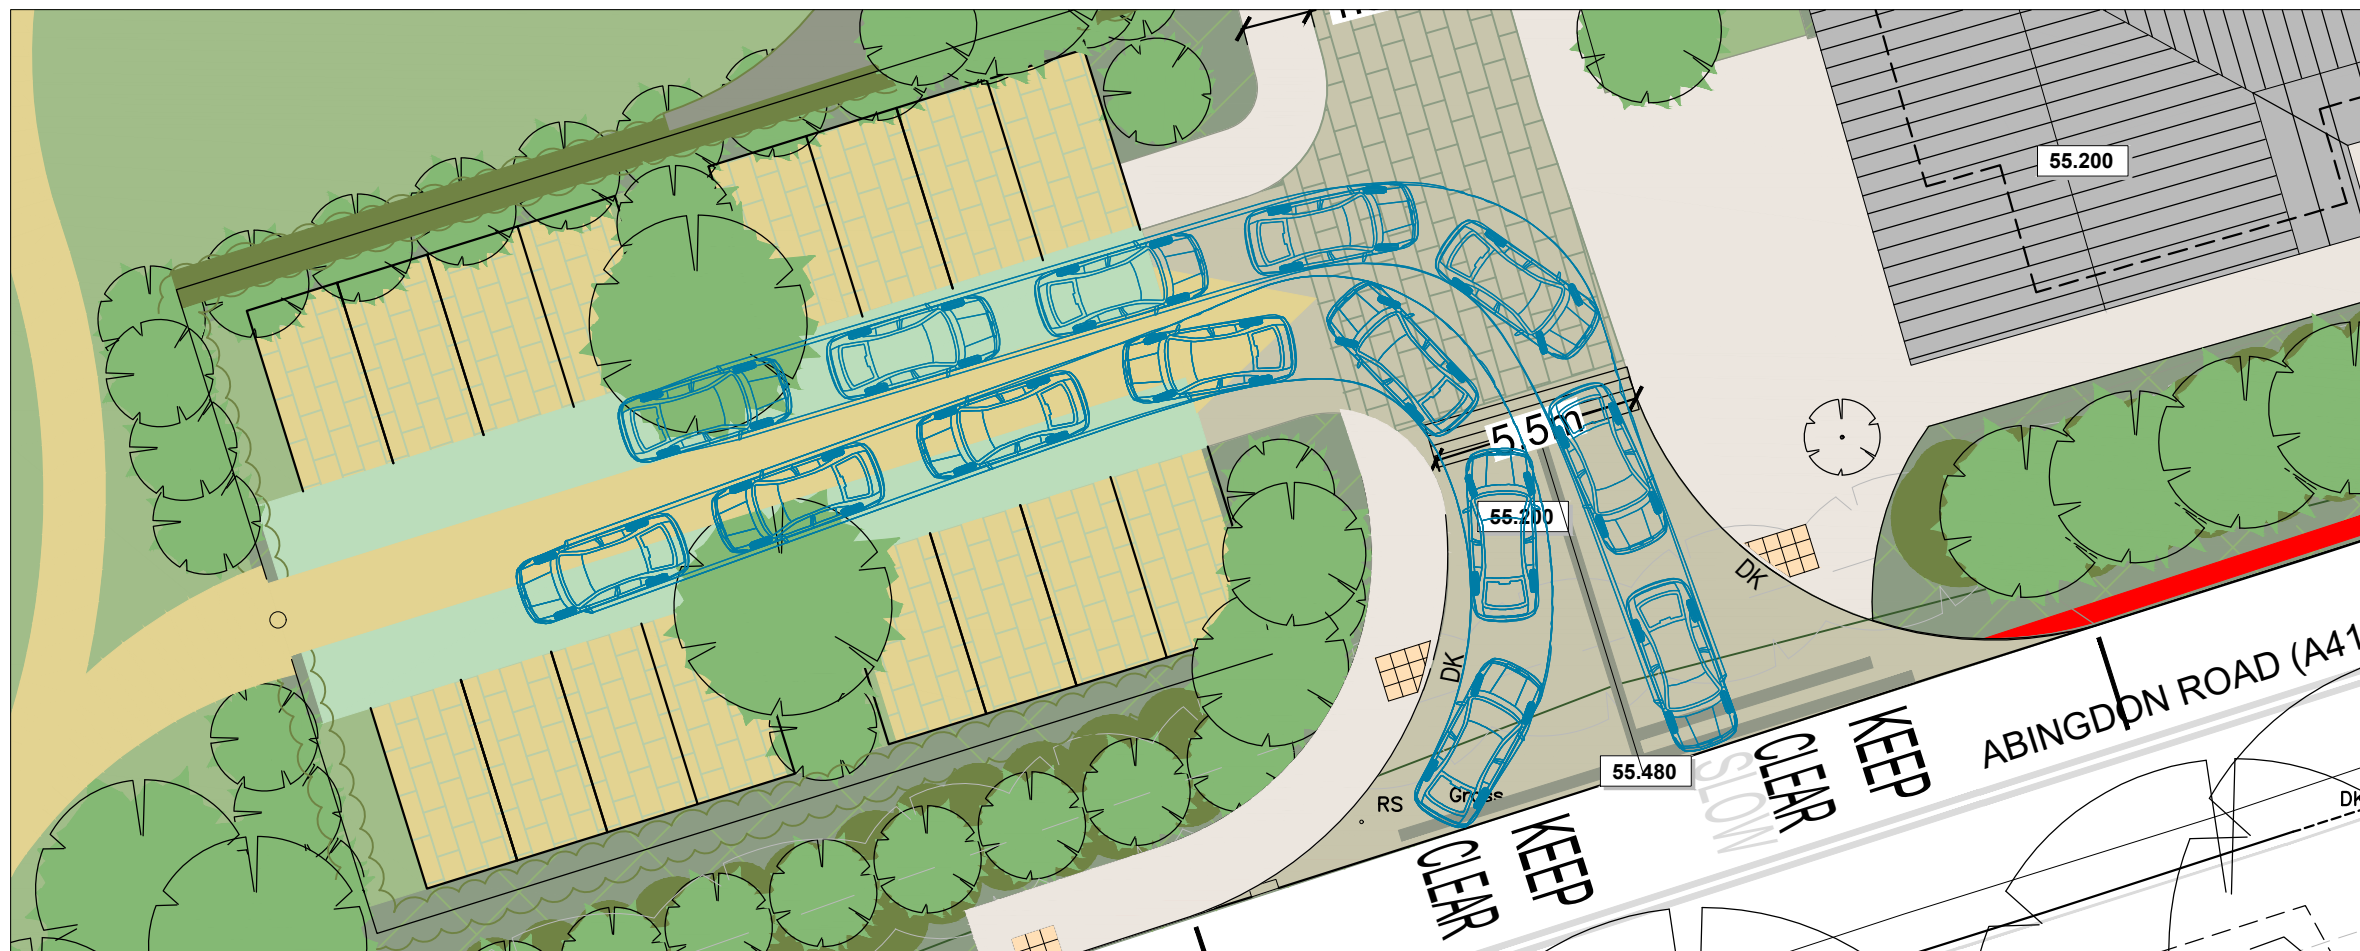 55.200
5.5m
55.200
DK
DK
ABINGDON ROAD (A41
KEEP
CLEAR
SLOW
55.480
DK
RS
Grass
KEEP
CLEAR